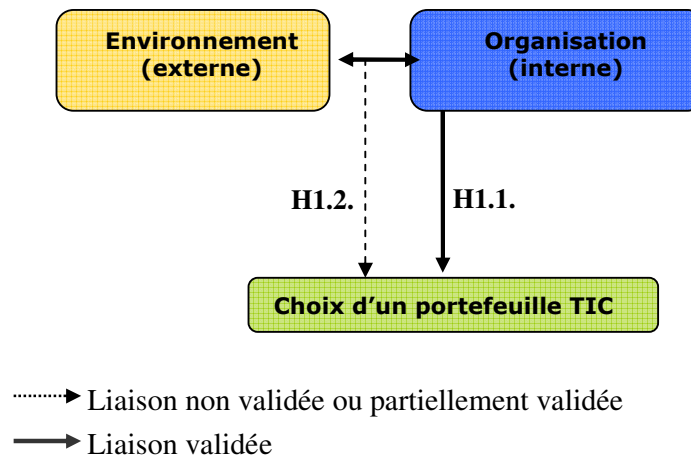 Environnement
(externe)
Organisation
(interne)
H1.2.
H1.1.
Choix d’un portefeuille TIC
Liaison non validée ou partiellement validée
Liaison validée